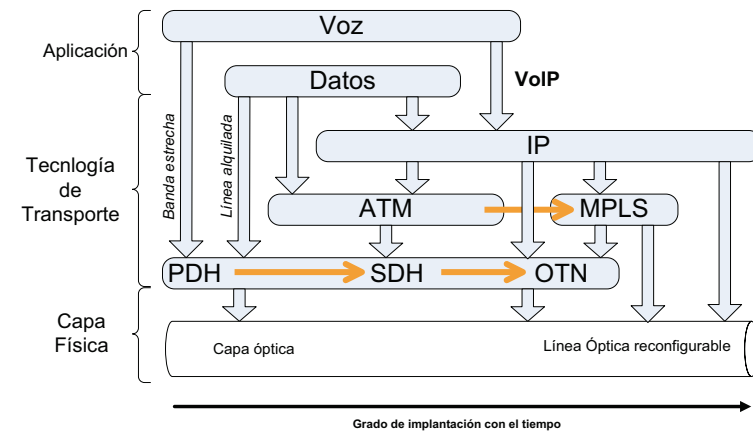 Voz
Aplicación
Datos
VoIP
IP
Banda estrecha
Línea alquilada
Tecnlogía
de
Transporte
ATM
MPLS
PDH
SDH
OTN
Capa
Física
Capa óptica
Línea Óptica reconfigurable
Grado de implantación con el tiempo